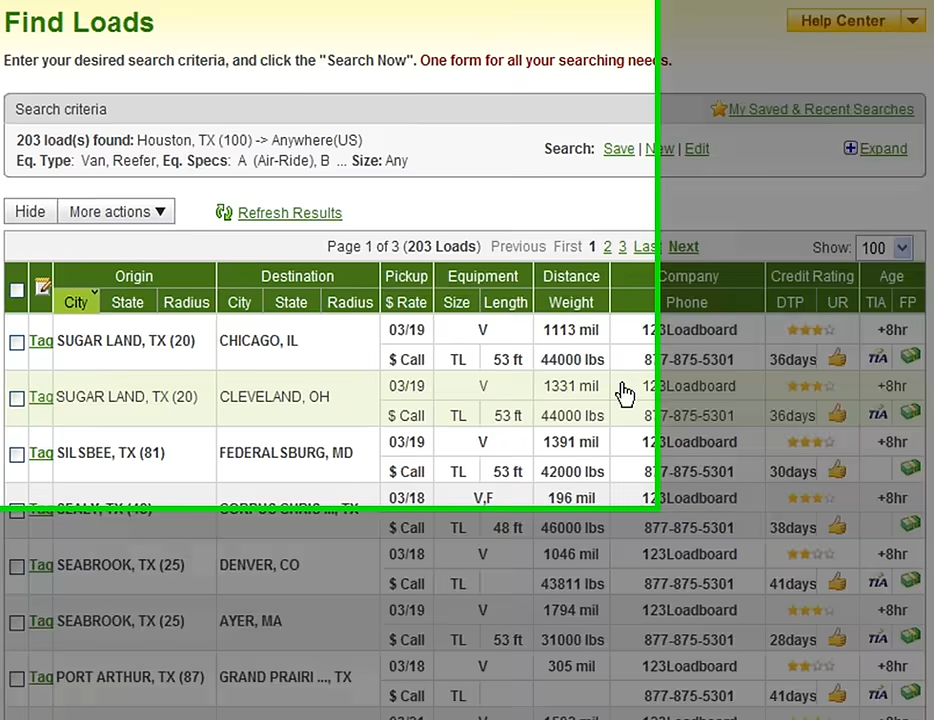 Find Loads
Help Center
Enter your desired search criteria, and click the "Search Now". One form for all your searching needs.
Search criteria
My Saved & Recent Searches
203 load(s) found: Houston, TX (100) -> Anywhere(US)
Search: Save | New | Edit
Expand
Eq. Type: Van, Reefer, Eq. Specs: A (Air-Ride), B ... Size: Any
Hide More actions Refresh Results
Page 1 of 3 (203 Loads) Previous First 1 2 3 Last Next Show: 100
Origin Destination Pickup Equipment Distance Company Credit Rating Age
City State Radius City State Radius $ Rate Size Length Weight Phone DTP UR TIA FP
03/19 V 1113 mil 123Loadboard +8hr
Tag SUGAR LAND, TX (20) CHICAGO, IL
$ Call TL 53 ft 44000 lbs 877-875-5301 36days TIA
03/19 V 1331 mil 123Loadboard +8hr
Tag SUGAR LAND, TX (20) CLEVELAND, OH
$ Call TL 53 ft 44000 lbs 877-875-5301 36days TIA
03/19 V 1391 mil 123Loadboard +8hr
Tag SILSBEE, TX (81) FEDERALSBURG, MD
$ Call TL 53 ft 42000 lbs 877-875-5301 30days
03/18 V,F 196 mil 123Loadboard +8hr
Tag SEALY, TX (48) CORPUS CHRIS ..., TX
$ Call TL 48 ft 46000 lbs 877-875-5301 38days
03/18 V 1046 mil 123Loadboard +8hr
Tag SEABROOK, TX (25) DENVER, CO
$ Call TL 43811 lbs 877-875-5301 41days TIA
03/19 V 1794 mil 123Loadboard +8hr
Tag SEABROOK, TX (25) AYER, MA
$ Call TL 53 ft 31000 lbs 877-875-5301 28days TIA
03/18 V 305 mil 123Loadboard +8hr
Tag PORT ARTHUR, TX (87) GRAND PRAIRI ..., TX
$ Call TL 877-875-5301 41days TIA